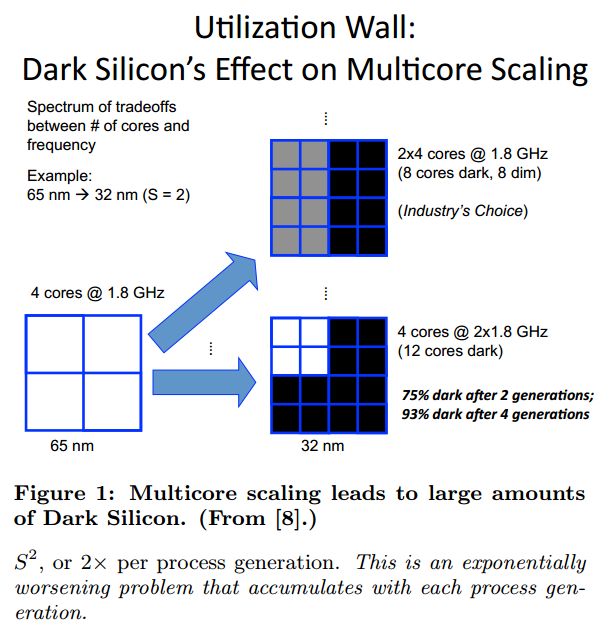 Utilization Wall:
Dark Silicon's Effect on Multicore Scaling
Spectrum of tradeoffs
between # of cores and
frequency
Example:
65 nm → 32 nm (S = 2)
4 cores @ 1.8 GHz
65 nm
2x4 cores @ 1.8 GHz
(8 cores dark, 8 dim)
(Industry's Choice)
4 cores @ 2x1.8 GHz
(12 cores dark)
75% dark after 2 generations;
93% dark after 4 generations
32 nm
Figure 1: Multicore scaling leads to large amounts
of Dark Silicon. (From [8].)
S², or 2× per process generation. This is an exponentially
worsening problem that accumulates with each process gen-
eration.